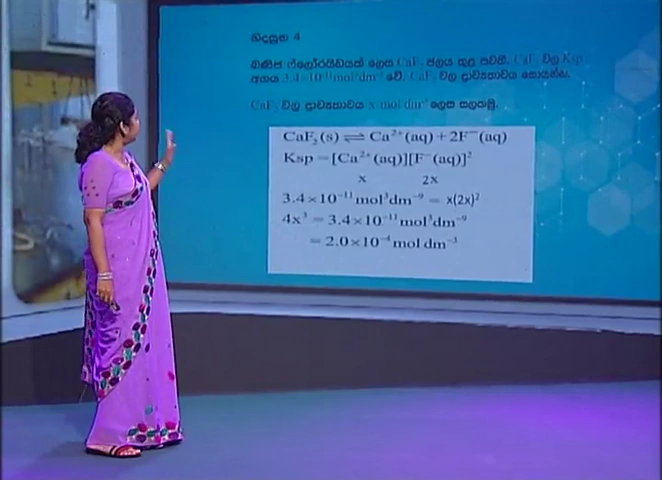 නිදසුන 4
ඛණිජ ෆ්ලෝරයිඩයක් ලෙස CaF₂ ජලය තුළ පවතී. CaF₂ වල Ksp
අගය 3.4×10⁻¹¹mol³dm⁻⁹ වේ. CaF₂ වල ද්‍රාව්‍යතාවය සොයන්න.
CaF₂ වල ද්‍රාව්‍යතාවය x mol dm⁻³ ලෙස සලකමු.
CaF₂(s) ⇌ Ca²⁺(aq) + 2F⁻(aq)
Ksp = [Ca²⁺(aq)][F⁻(aq)]²
x 2x
3.4×10⁻¹¹mol³dm⁻⁹ = x(2x)²
4x³ = 3.4×10⁻¹¹mol³dm⁻⁹
= 2.0×10⁻⁴mol dm⁻³